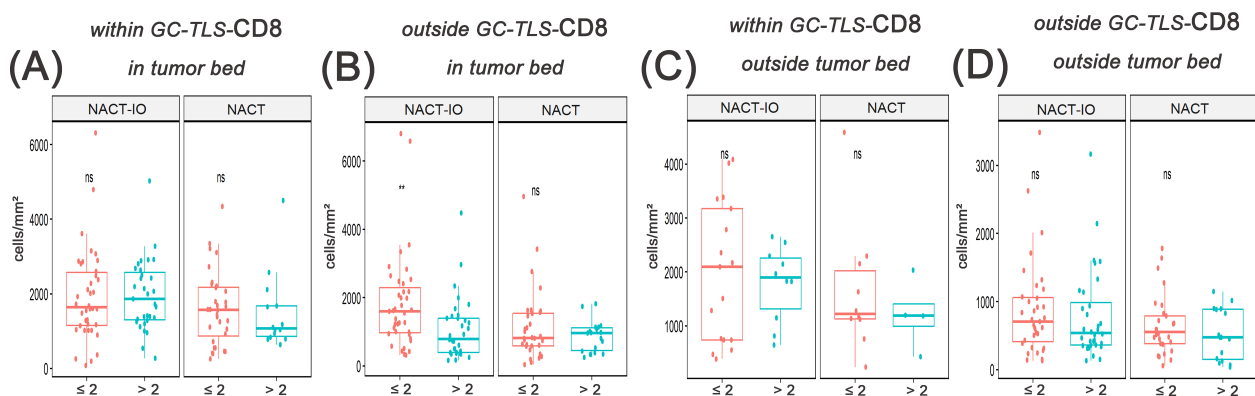 within GC-TLS-CD8
(A) in tumor bed
NACT-IO NACT
cells/mm²
6000
4000
2000
0
ns ns
≤ 2 > 2 ≤ 2 > 2
outside GC-TLS-CD8
(B) in tumor bed
NACT-IO NACT
cells/mm²
6000
4000
2000
0
** ns
≤ 2 > 2 ≤ 2 > 2
within GC-TLS-CD8
(C) outside tumor bed
NACT-IO NACT
cells/mm²
4000
3000
2000
1000
ns ns
≤ 2 > 2 ≤ 2 > 2
outside GC-TLS-CD8
(D) outside tumor bed
NACT-IO NACT
cells/mm²
3000
2000
1000
0
ns ns
≤ 2 > 2 ≤ 2 > 2